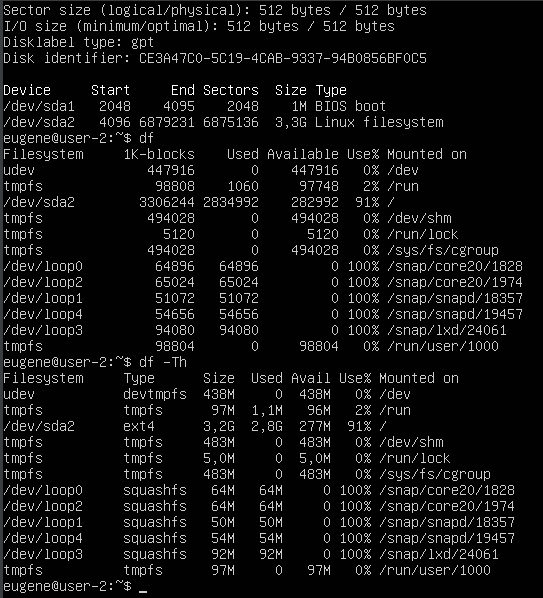 Sector size (logical/physical): 512 bytes / 512 bytes
I/O size (minimum/optimal): 512 bytes / 512 bytes
Disklabel type: gpt
Disk identifier: CE3A47C0-5C19-4CAB-9337-94B0856BF0C5

Device     Start     End Sectors  Size Type
/dev/sda1   2048    4095    2048    1M BIOS boot
/dev/sda2   4096 6879231 6875136  3,3G Linux filesystem
eugene@user-2:~$ df
Filesystem     1K-blocks    Used Available Use% Mounted on
udev              447916       0    447916   0% /dev
tmpfs              98808    1060     97748   2% /run
/dev/sda2        3306244 2834992    282992  91% /
tmpfs             494028       0    494028   0% /dev/shm
tmpfs               5120       0      5120   0% /run/lock
tmpfs             494028       0    494028   0% /sys/fs/cgroup
/dev/loop0         64896   64896         0 100% /snap/core20/1828
/dev/loop2         65024   65024         0 100% /snap/core20/1974
/dev/loop1         51072   51072         0 100% /snap/snapd/18357
/dev/loop4         54656   54656         0 100% /snap/snapd/19457
/dev/loop3         94080   94080         0 100% /snap/lxd/24061
tmpfs              98804       0     98804   0% /run/user/1000
eugene@user-2:~$ df -Th
Filesystem     Type      Size  Used Avail Use% Mounted on
udev           devtmpfs  438M     0  438M   0% /dev
tmpfs          tmpfs      97M  1,1M   96M   2% /run
/dev/sda2      ext4      3,2G  2,8G  277M  91% /
tmpfs          tmpfs     483M     0  483M   0% /dev/shm
tmpfs          tmpfs     5,0M     0  5,0M   0% /run/lock
tmpfs          tmpfs     483M     0  483M   0% /sys/fs/cgroup
/dev/loop0     squashfs   64M   64M     0 100% /snap/core20/1828
/dev/loop2     squashfs   64M   64M     0 100% /snap/core20/1974
/dev/loop1     squashfs   50M   50M     0 100% /snap/snapd/18357
/dev/loop4     squashfs   54M   54M     0 100% /snap/snapd/19457
/dev/loop3     squashfs   92M   92M     0 100% /snap/lxd/24061
tmpfs          tmpfs      97M     0   97M   0% /run/user/1000
eugene@user-2:~$ _